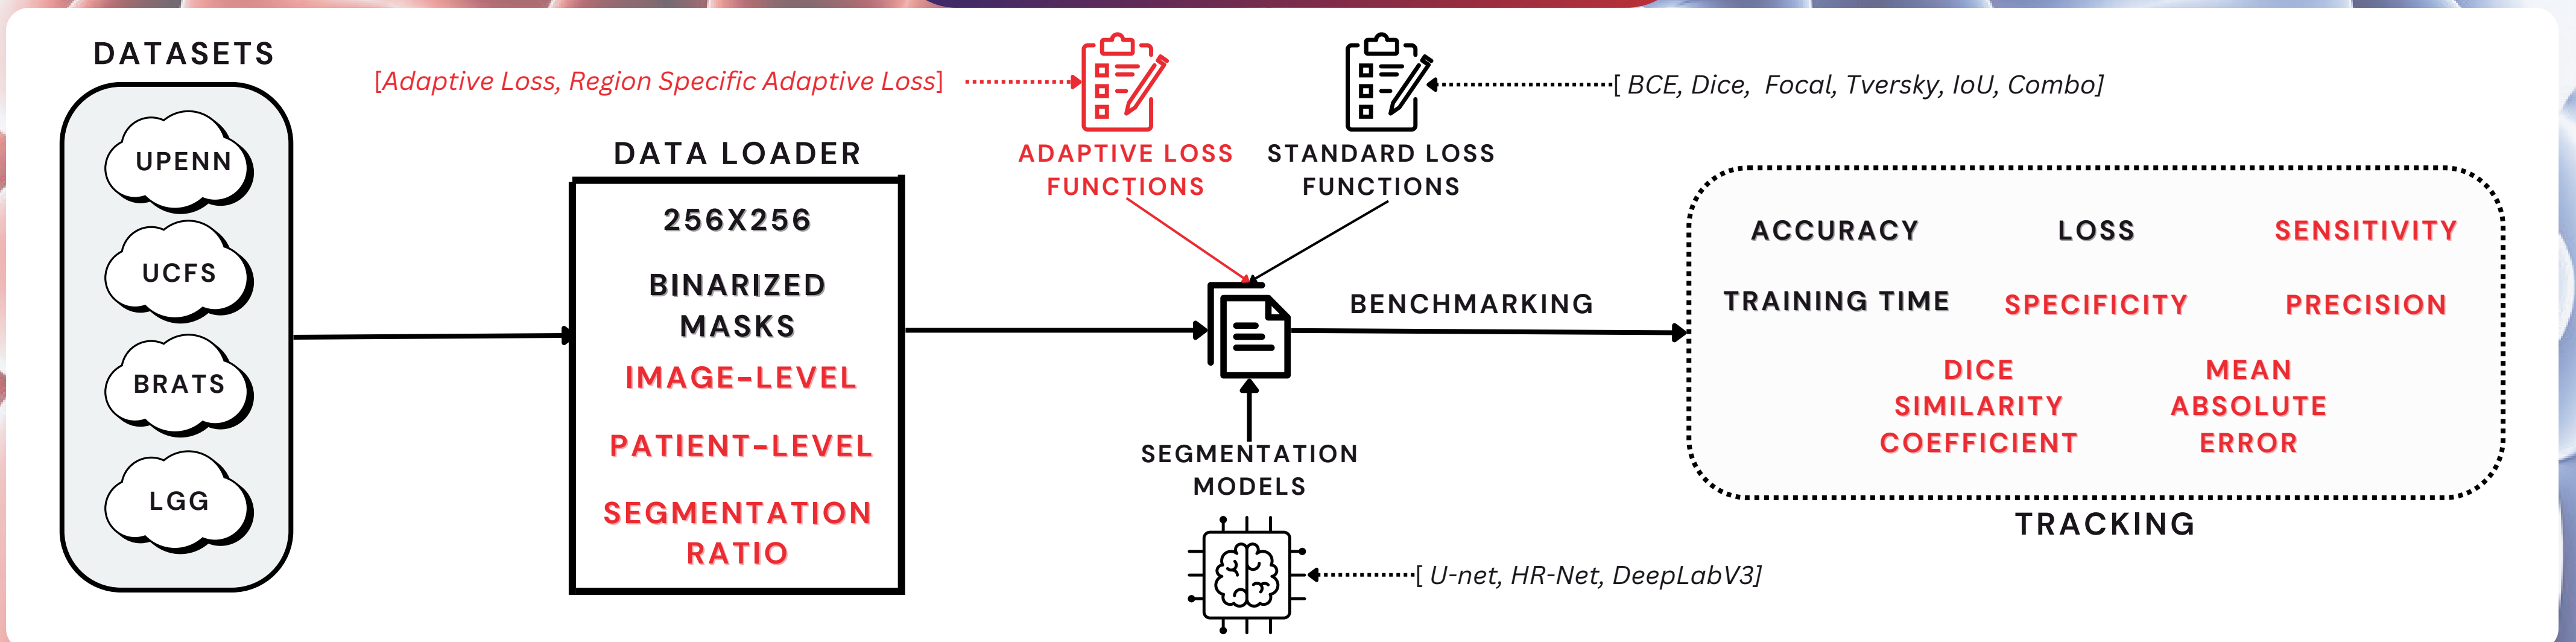 DATASETS
UPENN
UCFS
BRATS
LGG
[Adaptive Loss, Region Specific Adaptive Loss]
DATA LOADER
256X256
BINARIZED
MASKS
IMAGE-LEVEL
PATIENT-LEVEL
SEGMENTATION
RATIO
ADAPTIVE LOSS
FUNCTIONS
STANDARD LOSS
FUNCTIONS
[ BCE, Dice, Focal, Tversky, IoU, Combo]
BENCHMARKING
SEGMENTATION
MODELS
[ U-net, HR-Net, DeepLabV3]
ACCURACY
LOSS
SENSITIVITY
TRAINING TIME
SPECIFICITY
PRECISION
DICE
SIMILARITY
COEFFICIENT
MEAN
ABSOLUTE
ERROR
TRACKING